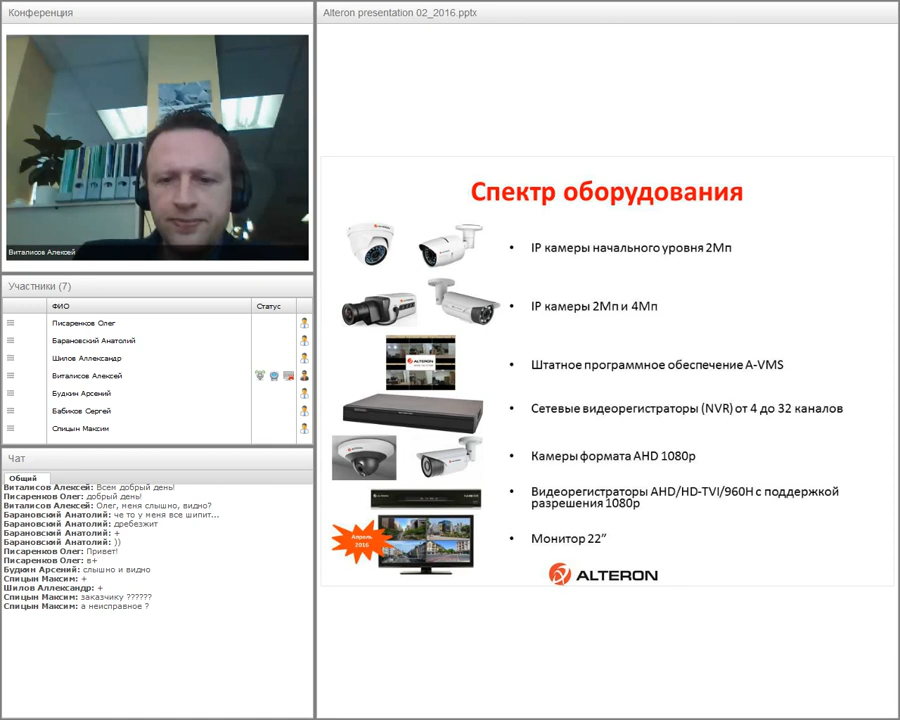 Конференция
Виталисов Алексей
Участники (7)
ФИО Статус
Писаренков Олег
Барановский Анатолий
Шилов Аллександр
Виталисов Алексей
Будкин Арсений
Бабиков Сергей
Спицын Максим
Чат
Общий
Виталисов Алексей: Всем добрый день!
Писаренков Олег: добрый день!
Виталисов Алексей: Олег, меня слышно, видно?
Барановский Анатолий: че то у меня все шипит...
Барановский Анатолий: дребезжит
Барановский Анатолий: +
Барановский Анатолий: ))
Писаренков Олег: Привет!
Писаренков Олег: в+
Будкин Арсений: слышно и видно
Спицын Максим: +
Шилов Аллександр: +
Спицын Максим: заказчику ??????
Спицын Максим: а неисправное ?
Alteron presentation 02_2016.pptx
Спектр оборудования
• IP камеры начального уровня 2Мп
• IP камеры 2Мп и 4Мп
ALTERON
• Штатное программное обеспечение A-VMS
• Сетевые видеорегистраторы (NVR) от 4 до 32 каналов
• Камеры формата AHD 1080p
• Видеорегистраторы AHD/HD-TVI/960H с поддержкой
разрешения 1080p
Апрель
2016
• Монитор 22”
ALTERON